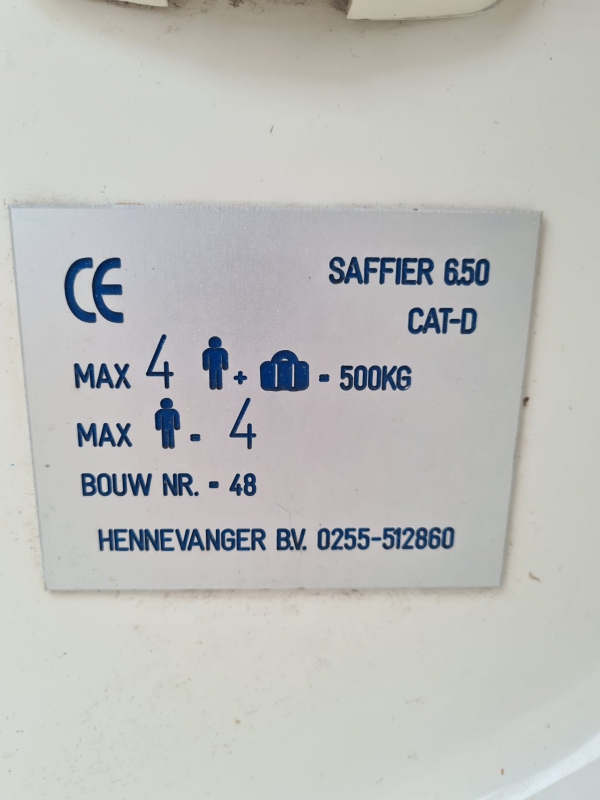 CE SAFFIER 6.50
CAT-D
MAX 4 + - 500KG
MAX - 4
BOUW NR. - 48
HENNEVANGER B.V. 0255-512860